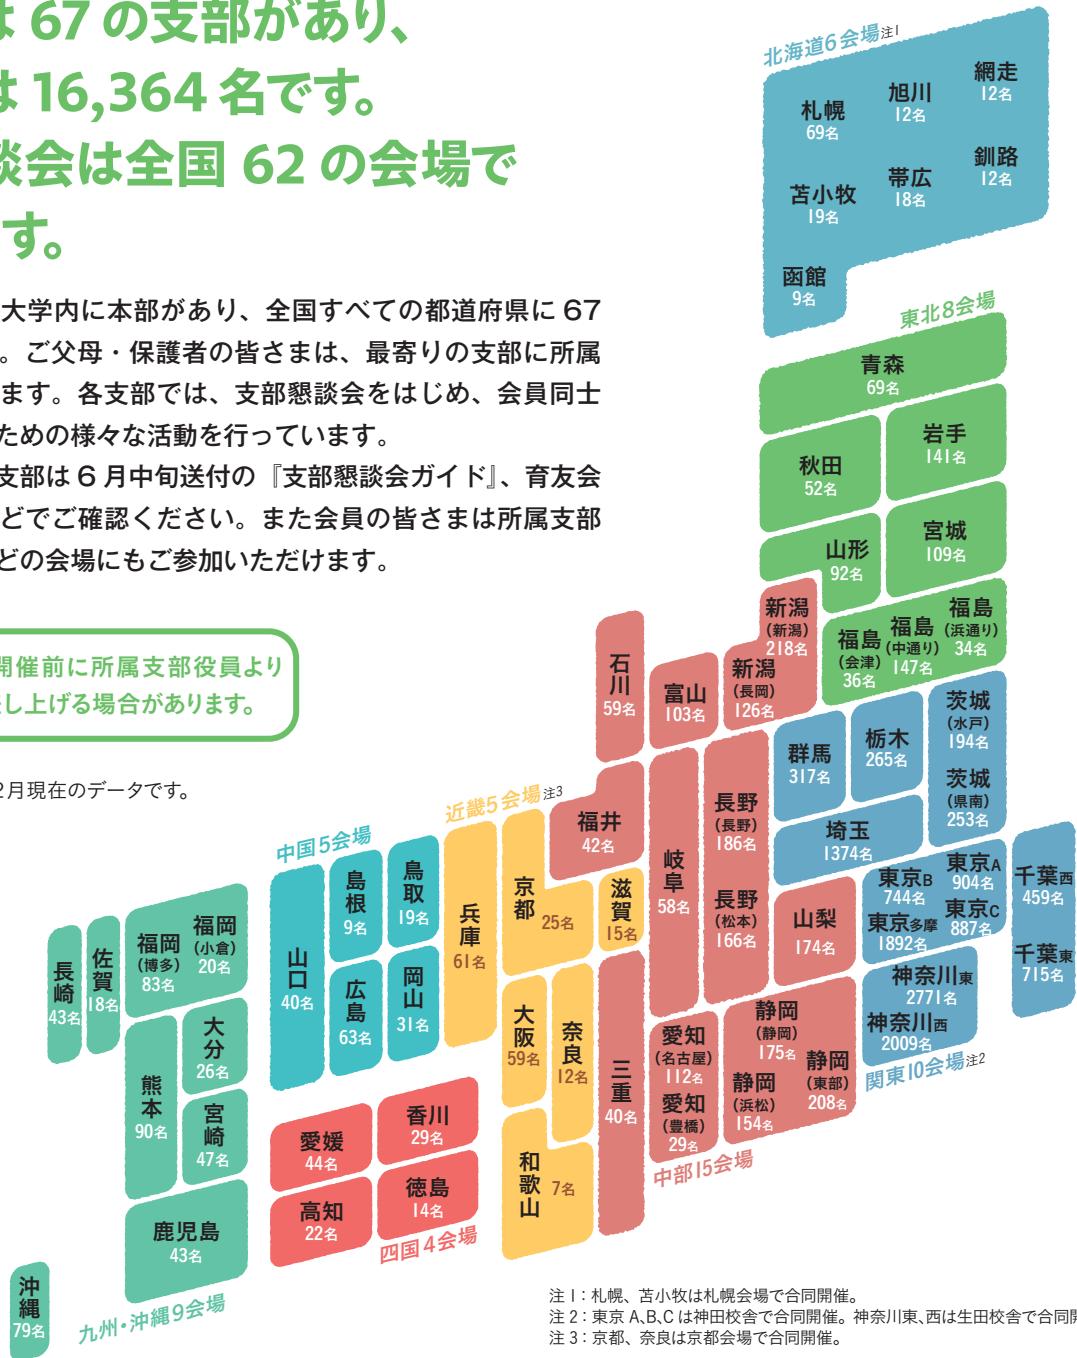 は 67 の支部があり、
は 16,364 名です。
談会は全国 62 の会場で
す。
大学内に本部があり、全国すべての都道府県に 67
。ご父母・保護者の皆さまは、最寄りの支部に所属
ます。各支部では、支部懇談会をはじめ、会員同士
ための様々な活動を行っています。
支部は 6 月中旬送付の『支部懇談会ガイド』、育友会
どでご確認ください。また会員の皆さまは所属支部
どの会場にもご参加いただけます。
開催前に所属支部役員より
し上げる場合があります。
2月現在のデータです。
北海道6会場注1
網走
12名
旭川
12名
札幌
69名
釧路
12名
帯広
18名
苫小牧
19名
函館
9名
東北8会場
青森
69名
岩手
141名
秋田
52名
宮城
109名
山形
92名
福島
(浜通り)
34名
福島
(中通り)
147名
福島
(会津)
36名
新潟
(新潟)
218名
新潟
(長岡)
126名
富山
103名
石川
59名
福井
42名
岐阜
58名
長野
(長野)
186名
長野
(松本)
166名
山梨
174名
静岡
(静岡)
175名
静岡
(東部)
208名
静岡
(浜松)
154名
愛知
(名古屋)
112名
愛知
(豊橋)
29名
三重
40名
中部15会場
茨城
(水戸)
194名
茨城
(県南)
253名
栃木
265名
群馬
317名
埼玉
1374名
東京A
904名
東京B
744名
東京C
887名
東京多摩
1892名
千葉西
459名
千葉東
715名
神奈川東
2771名
神奈川西
2009名
関東10会場注2
近畿5会場注3
兵庫
61名
京都
25名
滋賀
15名
大阪
59名
奈良
12名
和歌山
7名
中国5会場
鳥取
19名
島根
9名
岡山
31名
広島
63名
山口
40名
香川
29名
愛媛
44名
徳島
14名
高知
22名
四国4会場
福岡
(小倉)
20名
福岡
(博多)
83名
佐賀
18名
長崎
43名
大分
26名
熊本
90名
宮崎
47名
鹿児島
43名
沖縄
79名
九州・沖縄9会場
注1：札幌、苫小牧は札幌会場で合同開催。
注2：東京A,B,Cは神田校舎で合同開催。神奈川東、西は生田校舎で合同
注3：京都、奈良は京都会場で合同開催。